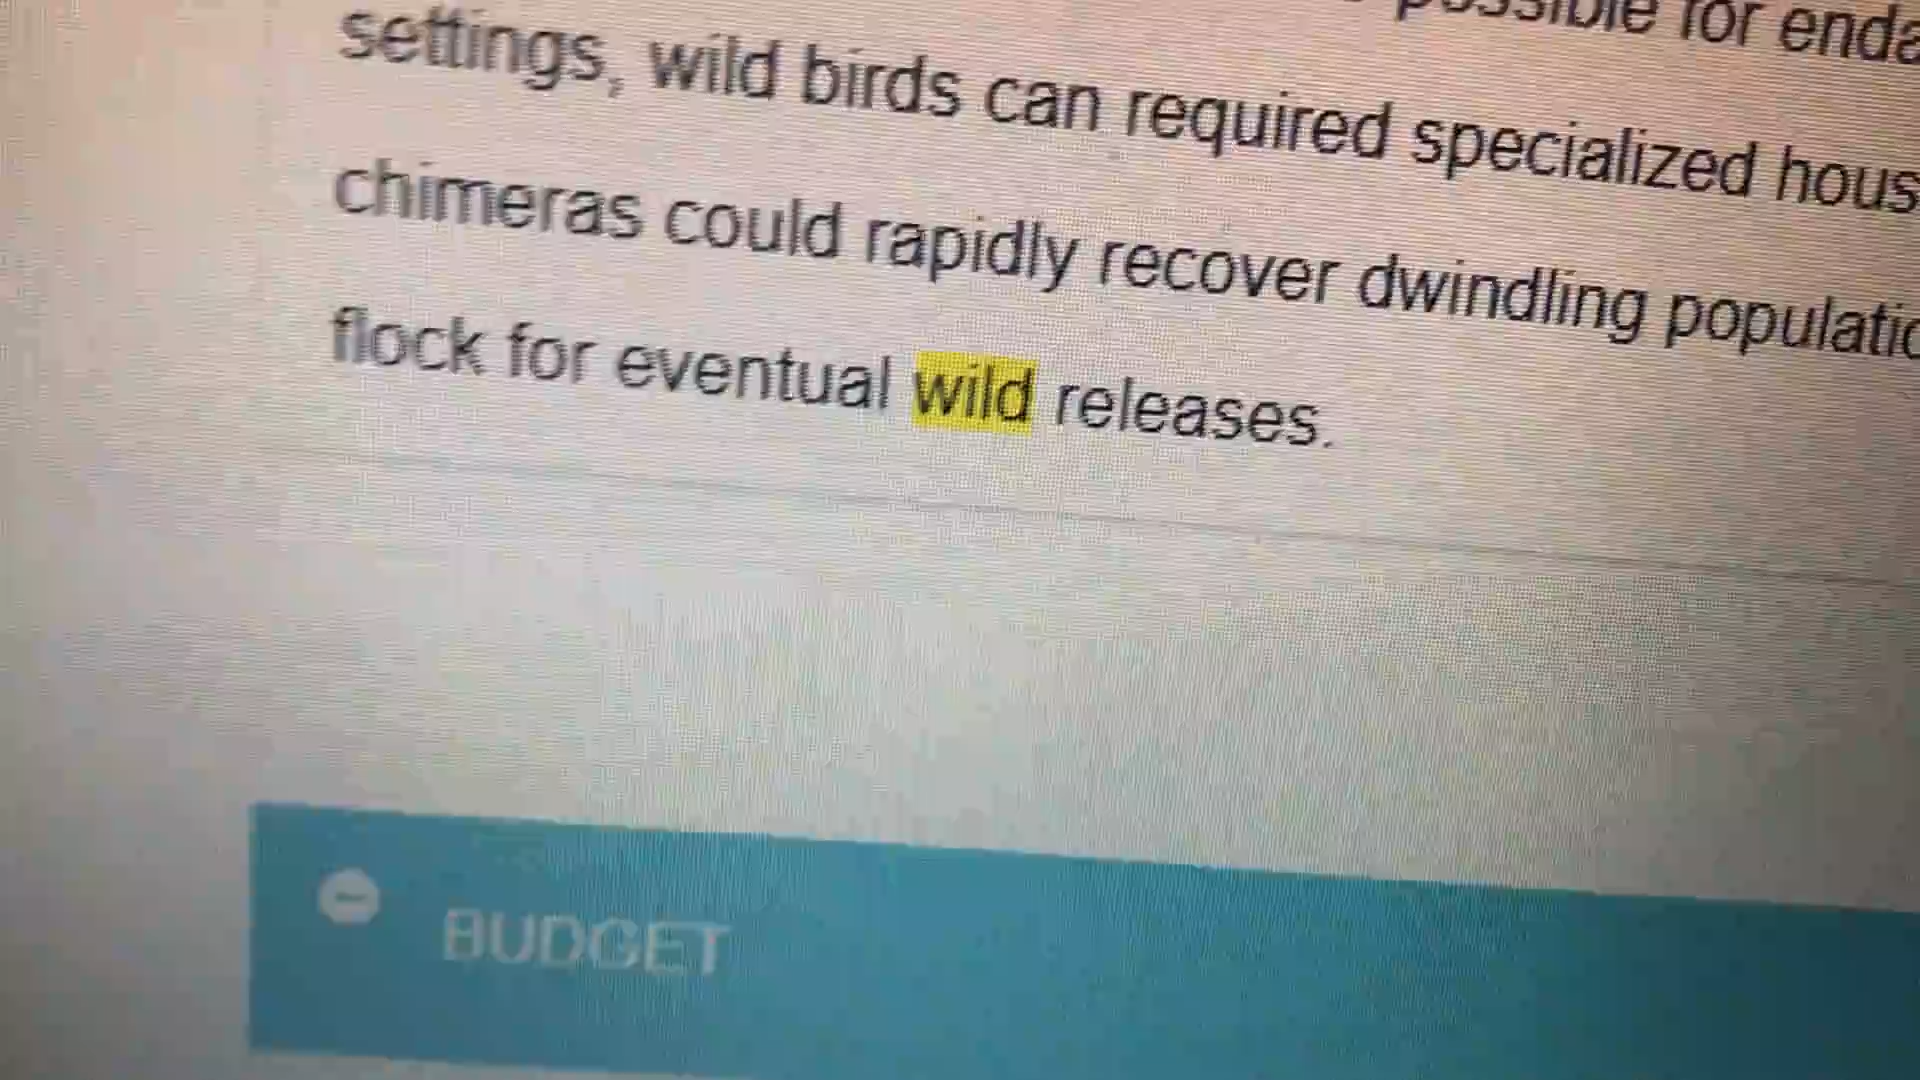 possible for enda
settings, wild birds can required specialized hous
chimeras could rapidly recover dwindling populatio
flock for eventual wild releases.
BUDGET